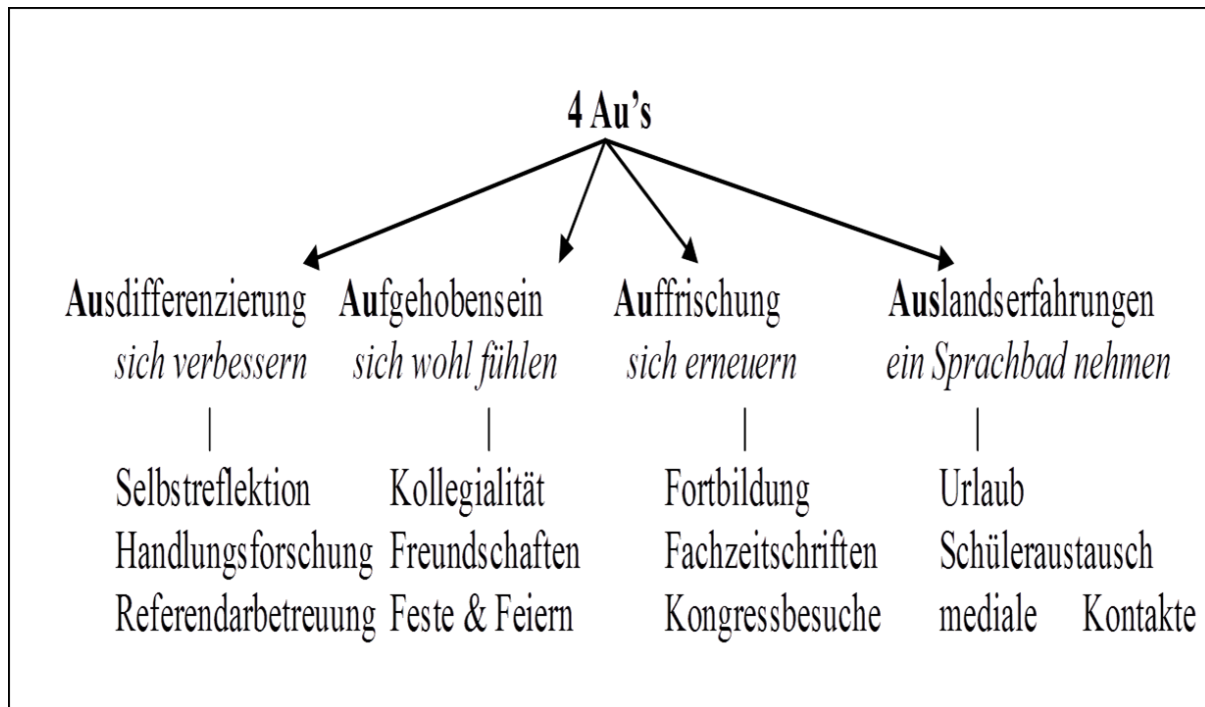 4 Au's
Ausdifferenzierung Aufgehobensein Auffrischung Auslandserfahrungen
sich verbessern sich wohl fühlen sich erneuern ein Sprachbad nehmen
Selbstreflektion Kollegialität Fortbildung Urlaub
Handlungsforschung Freundschaften Fachzeitschriften Schüleraustausch
Referendarbetreuung Feste & Feiern Kongressbesuche mediale Kontakte